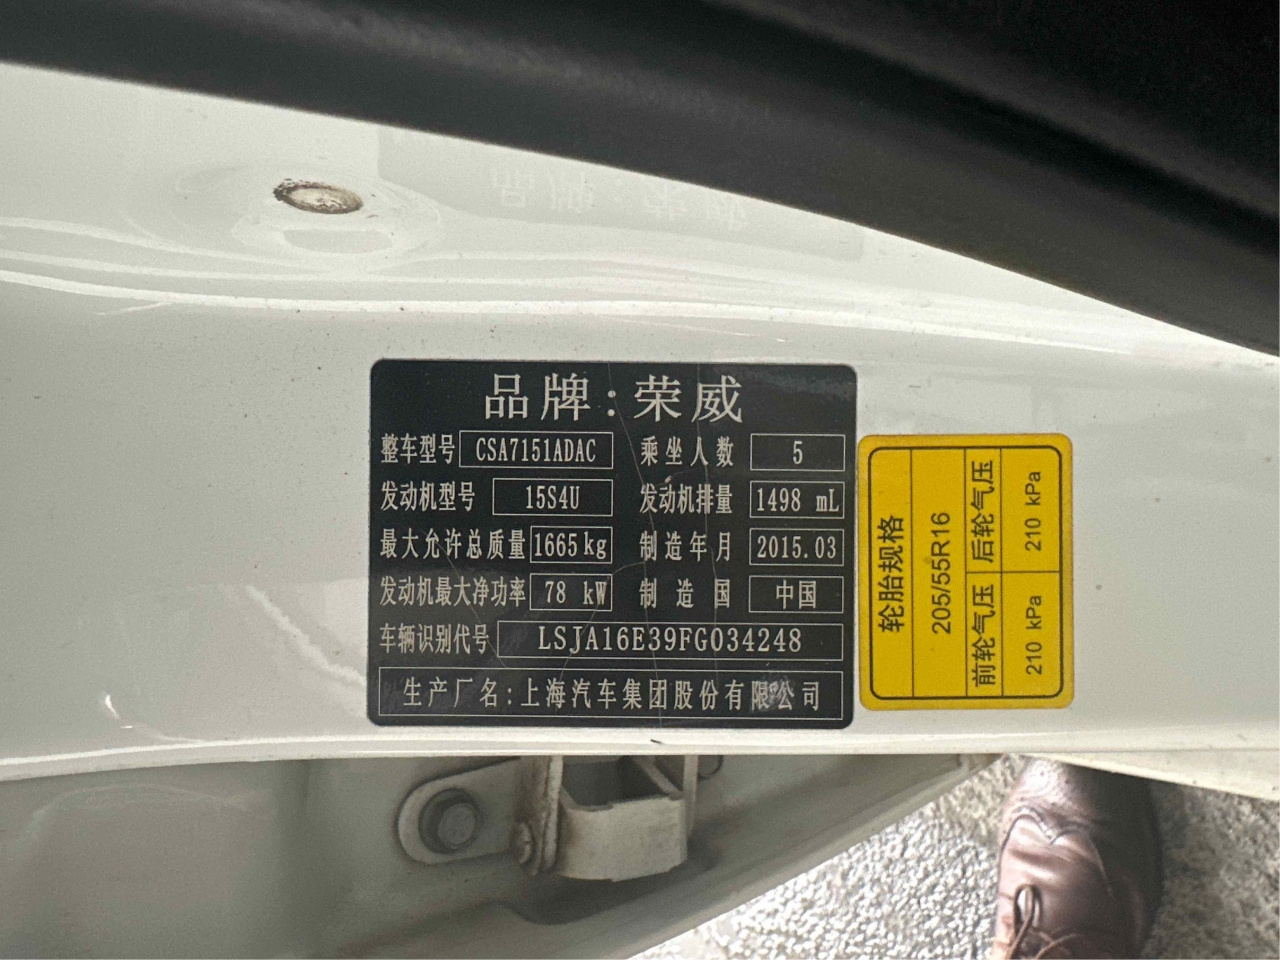 品牌:荣威
整车型号 CSA7151ADAC 乘坐人数 5
发动机型号 15S4U 发动机排量 1498 mL
最大允许总质量 1665kg 制造年月 2015.03
发动机最大净功率 78 kW 制造国 中国
车辆识别代号 LSJA16E39FG034248
生产厂名:上海汽车集团股份有限公司
轮胎规格
205/55R16
前轮气压 后轮气压
210 kPa 210 kPa